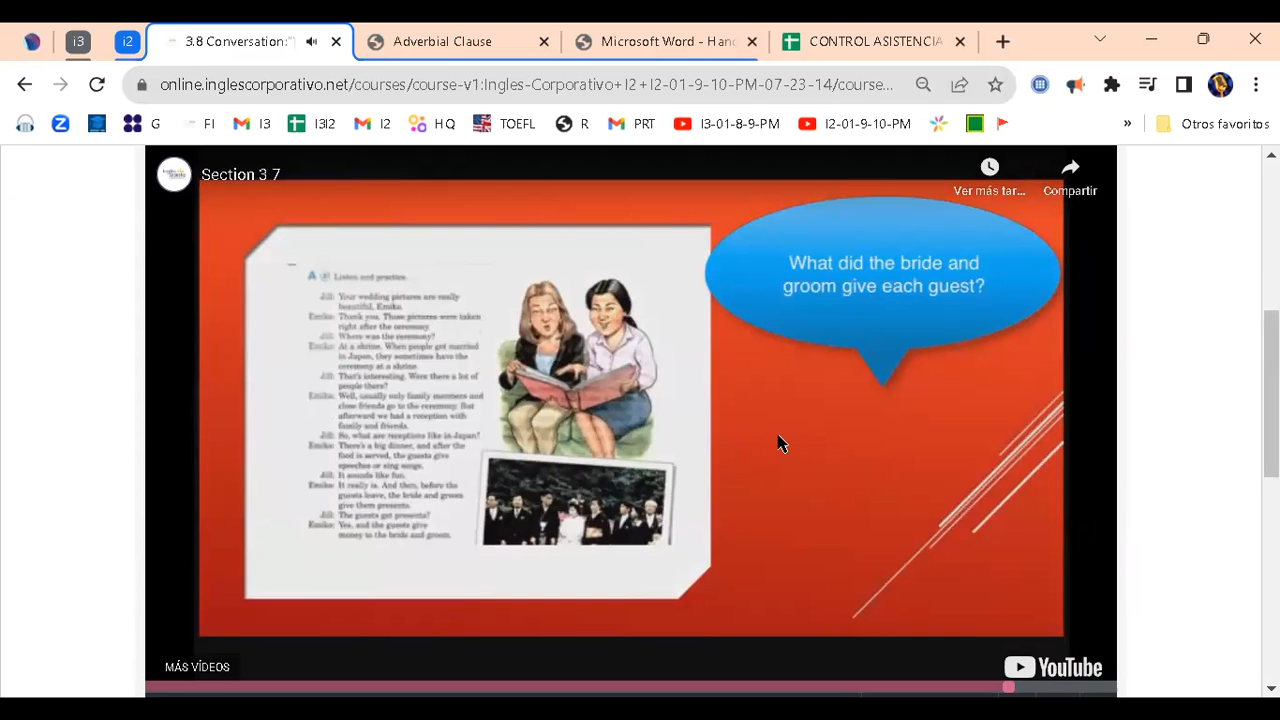 i3
i2
3.8 Conversation:"
Adverbial Clause
Microsoft Word - Hand
CONTROL ASISTENCIA
online.inglescorporativo.net/courses/course-v1:Ingles-Corporativo+I2+I2-01-9-10-PM-07-23-14/course...
G
FI
I3
I3I2
I2
HQ
TOEFL
R
PRT
I3-01-8-9-PM
I2-01-9-10-PM
»
Otros favoritos
Section 3 7
Ver más tar...
Compartir
What did the bride and
groom give each guest?
A Listen and practice.
Jill: Your wedding pictures are really
beautiful, Emiko.
Emiko: Thank you. Those pictures were taken
right after the ceremony.
Jill: Where was the ceremony?
Emiko: At a shrine. When people get married
in Japan, they sometimes have the
ceremony at a shrine.
Jill: That's interesting. Were there a lot of
people there?
Emiko: Well, usually only family members and
close friends go to the ceremony. But
afterward we had a reception with
family and friends.
Jill: So, what are receptions like in Japan?
Emiko: There's a big dinner, and after the
food is served, the guests give
speeches or sing songs.
Jill: It sounds like fun.
Emiko: It really is. And then, before the
guests leave, the bride and groom
give them presents.
Jill: The guests get presents?
Emiko: Yes, and the guests give
money to the bride and groom.
MÁS VÍDEOS
YouTube